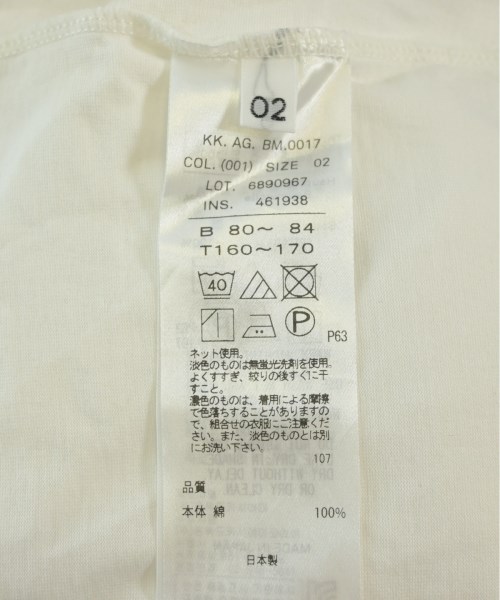 02
KK. AG. BM.0017
COL. (001) SIZE 02
LOT. 6890967
INS. 461938
B 80～ 84
T160～170
40
P
P63
ネット使用。
淡色のものは無蛍光洗剤を使用。
よくすすぎ、絞りの後すぐに干
すこと。
濃色のものは、着用による摩擦
で色落ちすることがありますの
で、組合せの衣服にご注意くだ
さい。また、淡色のものとは別
にお洗い下さい。
107
品質
本体 綿 100%
日本製